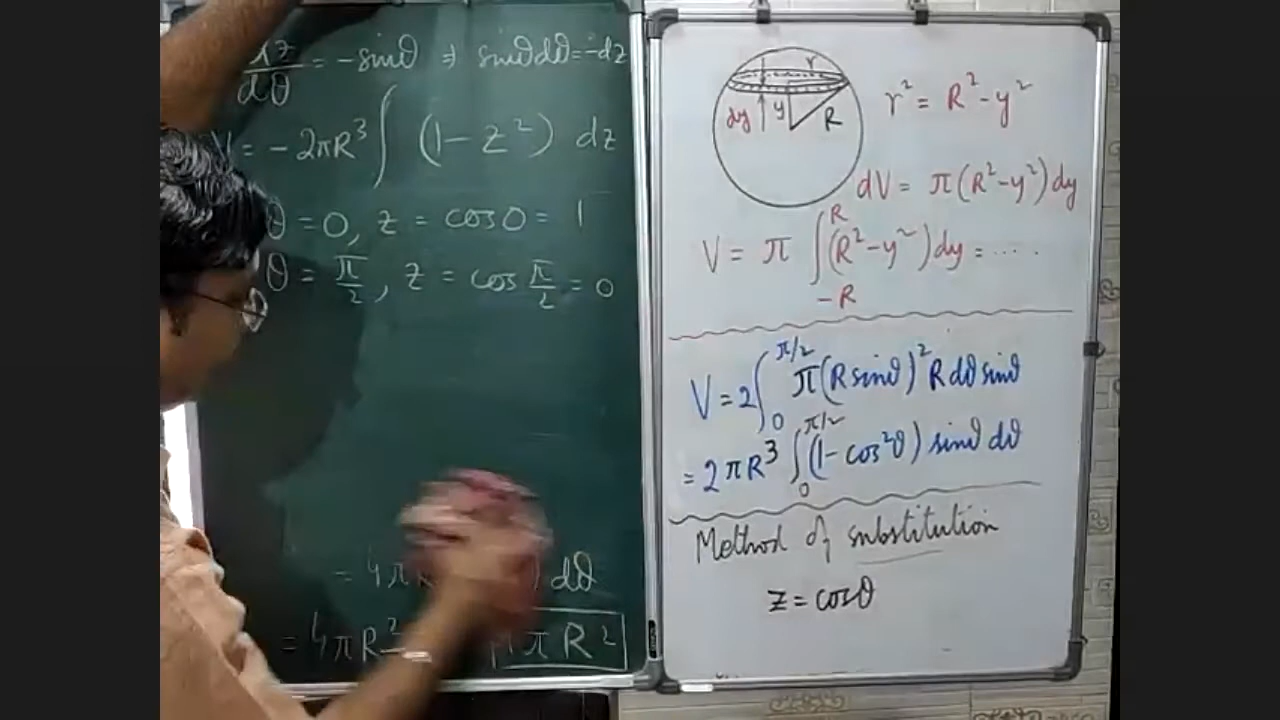 dz/dθ = -sinθ ⇒ sinθdθ = -dz
V = -2πR³ ∫ (1 - z²) dz
θ = 0, z = cos0 = 1
θ = π/2, z = cos π/2 = 0
= 4π dθ
= 4πR² πR²
r
dy y R
r² = R² - y²
dV = π(R² - y²)dy
V = π ∫_{-R}^{R} (R² - y²)dy = .....
V = 2∫_0^{π/2} π(R sinθ)² R dθ sinθ
= 2πR³ ∫_0^{π/2} (1 - cos²θ) sinθ dθ
Method of substitution
z = cosθ